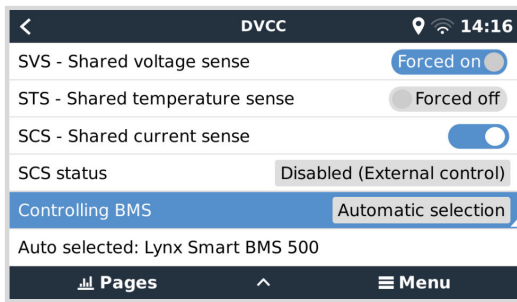 DVCC 14:16
SVS - Shared voltage sense Forced on
STS - Shared temperature sense Forced off
SCS - Shared current sense
SCS status Disabled (External control)
Controlling BMS Automatic selection
Auto selected: Lynx Smart BMS 500
Pages Menu